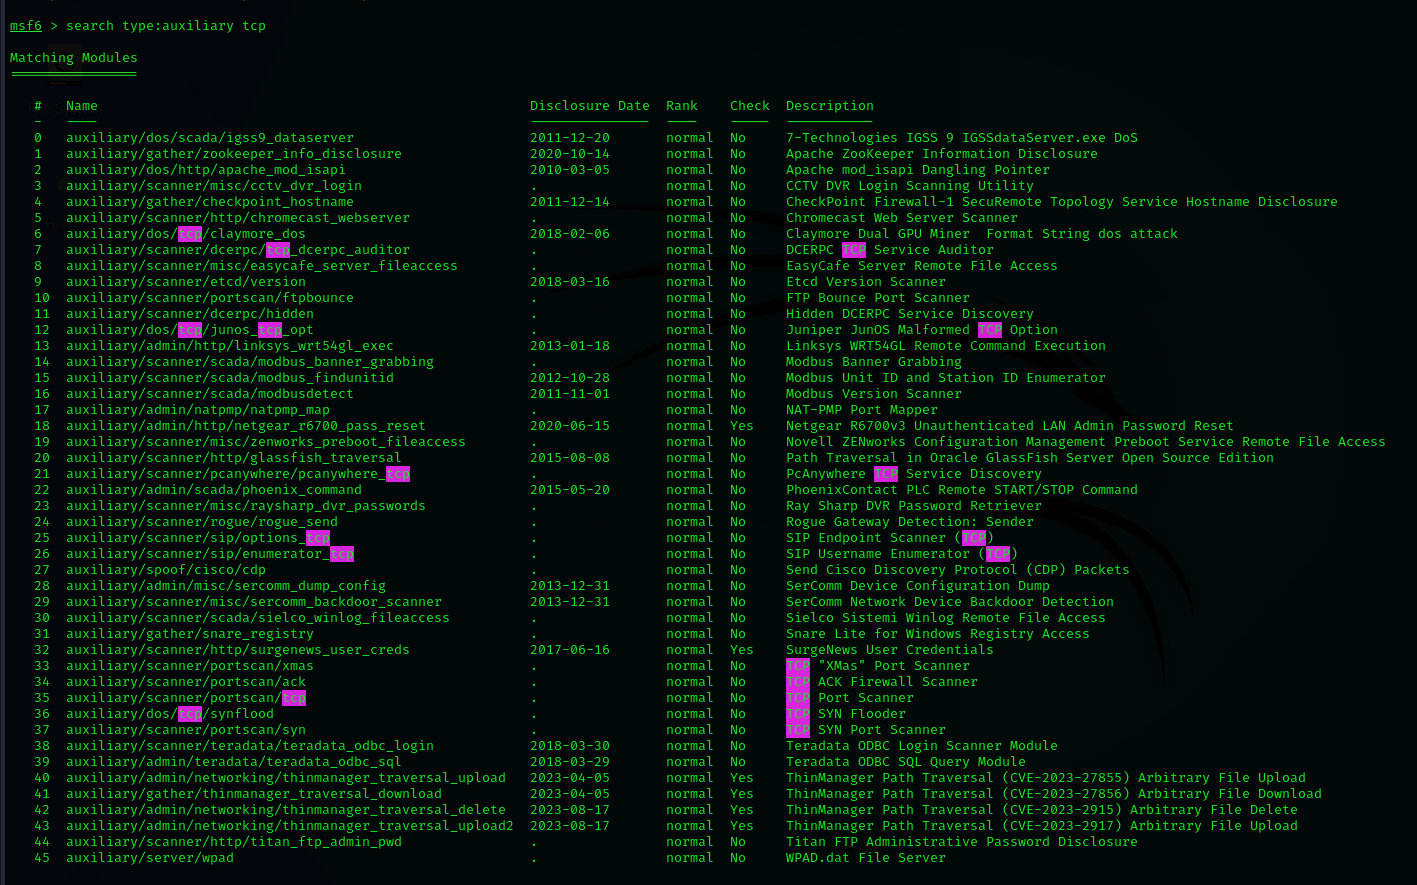 msf6 > search type:auxiliary tcp
Matching Modules
================
# Name Disclosure Date Rank Check Description
- ---- --------------- ---- ----- -----------
0 auxiliary/dos/scada/igss9_dataserver 2011-12-20 normal No 7-Technologies IGSS 9 IGSSdataServer.exe DoS
1 auxiliary/gather/zookeeper_info_disclosure 2020-10-14 normal No Apache ZooKeeper Information Disclosure
2 auxiliary/dos/http/apache_mod_isapi 2010-03-05 normal No Apache mod_isapi Dangling Pointer
3 auxiliary/scanner/misc/cctv_dvr_login . normal No CCTV DVR Login Scanning Utility
4 auxiliary/gather/checkpoint_hostname 2011-12-14 normal No CheckPoint Firewall-1 SecuRemote Topology Service Hostname Disclosure
5 auxiliary/scanner/http/chromecast_webserver . normal No Chromecast Web Server Scanner
6 auxiliary/dos/tcp/claymore_dos 2018-02-06 normal No Claymore Dual GPU Miner  Format String dos attack
7 auxiliary/scanner/dcerpc/tcp_dcerpc_auditor . normal No DCERPC TCP Service Auditor
8 auxiliary/scanner/misc/easycafe_server_fileaccess . normal No EasyCafe Server Remote File Access
9 auxiliary/scanner/etcd/version 2018-03-16 normal No Etcd Version Scanner
10 auxiliary/scanner/portscan/ftpbounce . normal No FTP Bounce Port Scanner
11 auxiliary/scanner/dcerpc/hidden . normal No Hidden DCERPC Service Discovery
12 auxiliary/dos/tcp/junos_tcp_opt . normal No Juniper JunOS Malformed TCP Option
13 auxiliary/admin/http/linksys_wrt54gl_exec 2013-01-18 normal No Linksys WRT54GL Remote Command Execution
14 auxiliary/scanner/scada/modbus_banner_grabbing . normal No Modbus Banner Grabbing
15 auxiliary/scanner/scada/modbus_findunitid 2012-10-28 normal No Modbus Unit ID and Station ID Enumerator
16 auxiliary/scanner/scada/modbusdetect 2011-11-01 normal No Modbus Version Scanner
17 auxiliary/admin/natpmp/natpmp_map . normal No NAT-PMP Port Mapper
18 auxiliary/admin/http/netgear_r6700_pass_reset 2020-06-15 normal Yes Netgear R6700v3 Unauthenticated LAN Admin Password Reset
19 auxiliary/scanner/misc/zenworks_preboot_fileaccess . normal No Novell ZENworks Configuration Management Preboot Service Remote File Access
20 auxiliary/scanner/http/glassfish_traversal 2015-08-08 normal No Path Traversal in Oracle GlassFish Server Open Source Edition
21 auxiliary/scanner/pcanywhere/pcanywhere_tcp . normal No PcAnywhere TCP Service Discovery
22 auxiliary/admin/scada/phoenix_command 2015-05-20 normal No PhoenixContact PLC Remote START/STOP Command
23 auxiliary/scanner/misc/raysharp_dvr_passwords . normal No Ray Sharp DVR Password Retriever
24 auxiliary/scanner/rogue/rogue_send . normal No Rogue Gateway Detection: Sender
25 auxiliary/scanner/sip/options_tcp . normal No SIP Endpoint Scanner (TCP)
26 auxiliary/scanner/sip/enumerator_tcp . normal No SIP Username Enumerator (TCP)
27 auxiliary/spoof/cisco/cdp . normal No Send Cisco Discovery Protocol (CDP) Packets
28 auxiliary/admin/misc/sercomm_dump_config 2013-12-31 normal No SerComm Device Configuration Dump
29 auxiliary/scanner/misc/sercomm_backdoor_scanner 2013-12-31 normal No SerComm Network Device Backdoor Detection
30 auxiliary/scanner/scada/sielco_winlog_fileaccess . normal No Sielco Sistemi Winlog Remote File Access
31 auxiliary/gather/snare_registry . normal No Snare Lite for Windows Registry Access
32 auxiliary/scanner/http/surgenews_user_creds 2017-06-16 normal Yes SurgeNews User Credentials
33 auxiliary/scanner/portscan/xmas . normal No TCP "XMas" Port Scanner
34 auxiliary/scanner/portscan/ack . normal No TCP ACK Firewall Scanner
35 auxiliary/scanner/portscan/tcp . normal No TCP Port Scanner
36 auxiliary/dos/tcp/synflood . normal No TCP SYN Flooder
37 auxiliary/scanner/portscan/syn . normal No TCP SYN Port Scanner
38 auxiliary/scanner/teradata/teradata_odbc_login 2018-03-30 normal No Teradata ODBC Login Scanner Module
39 auxiliary/admin/teradata/teradata_odbc_sql 2018-03-29 normal No Teradata ODBC SQL Query Module
40 auxiliary/admin/networking/thinmanager_traversal_upload 2023-04-05 normal Yes ThinManager Path Traversal (CVE-2023-27855) Arbitrary File Upload
41 auxiliary/gather/thinmanager_traversal_download 2023-04-05 normal Yes ThinManager Path Traversal (CVE-2023-27856) Arbitrary File Download
42 auxiliary/admin/networking/thinmanager_traversal_delete 2023-08-17 normal Yes ThinManager Path Traversal (CVE-2023-2915) Arbitrary File Delete
43 auxiliary/admin/networking/thinmanager_traversal_upload2 2023-08-17 normal Yes ThinManager Path Traversal (CVE-2023-2917) Arbitrary File Upload
44 auxiliary/scanner/http/titan_ftp_admin_pwd . normal No Titan FTP Administrative Password Disclosure
45 auxiliary/server/wpad . normal No WPAD.dat File Server